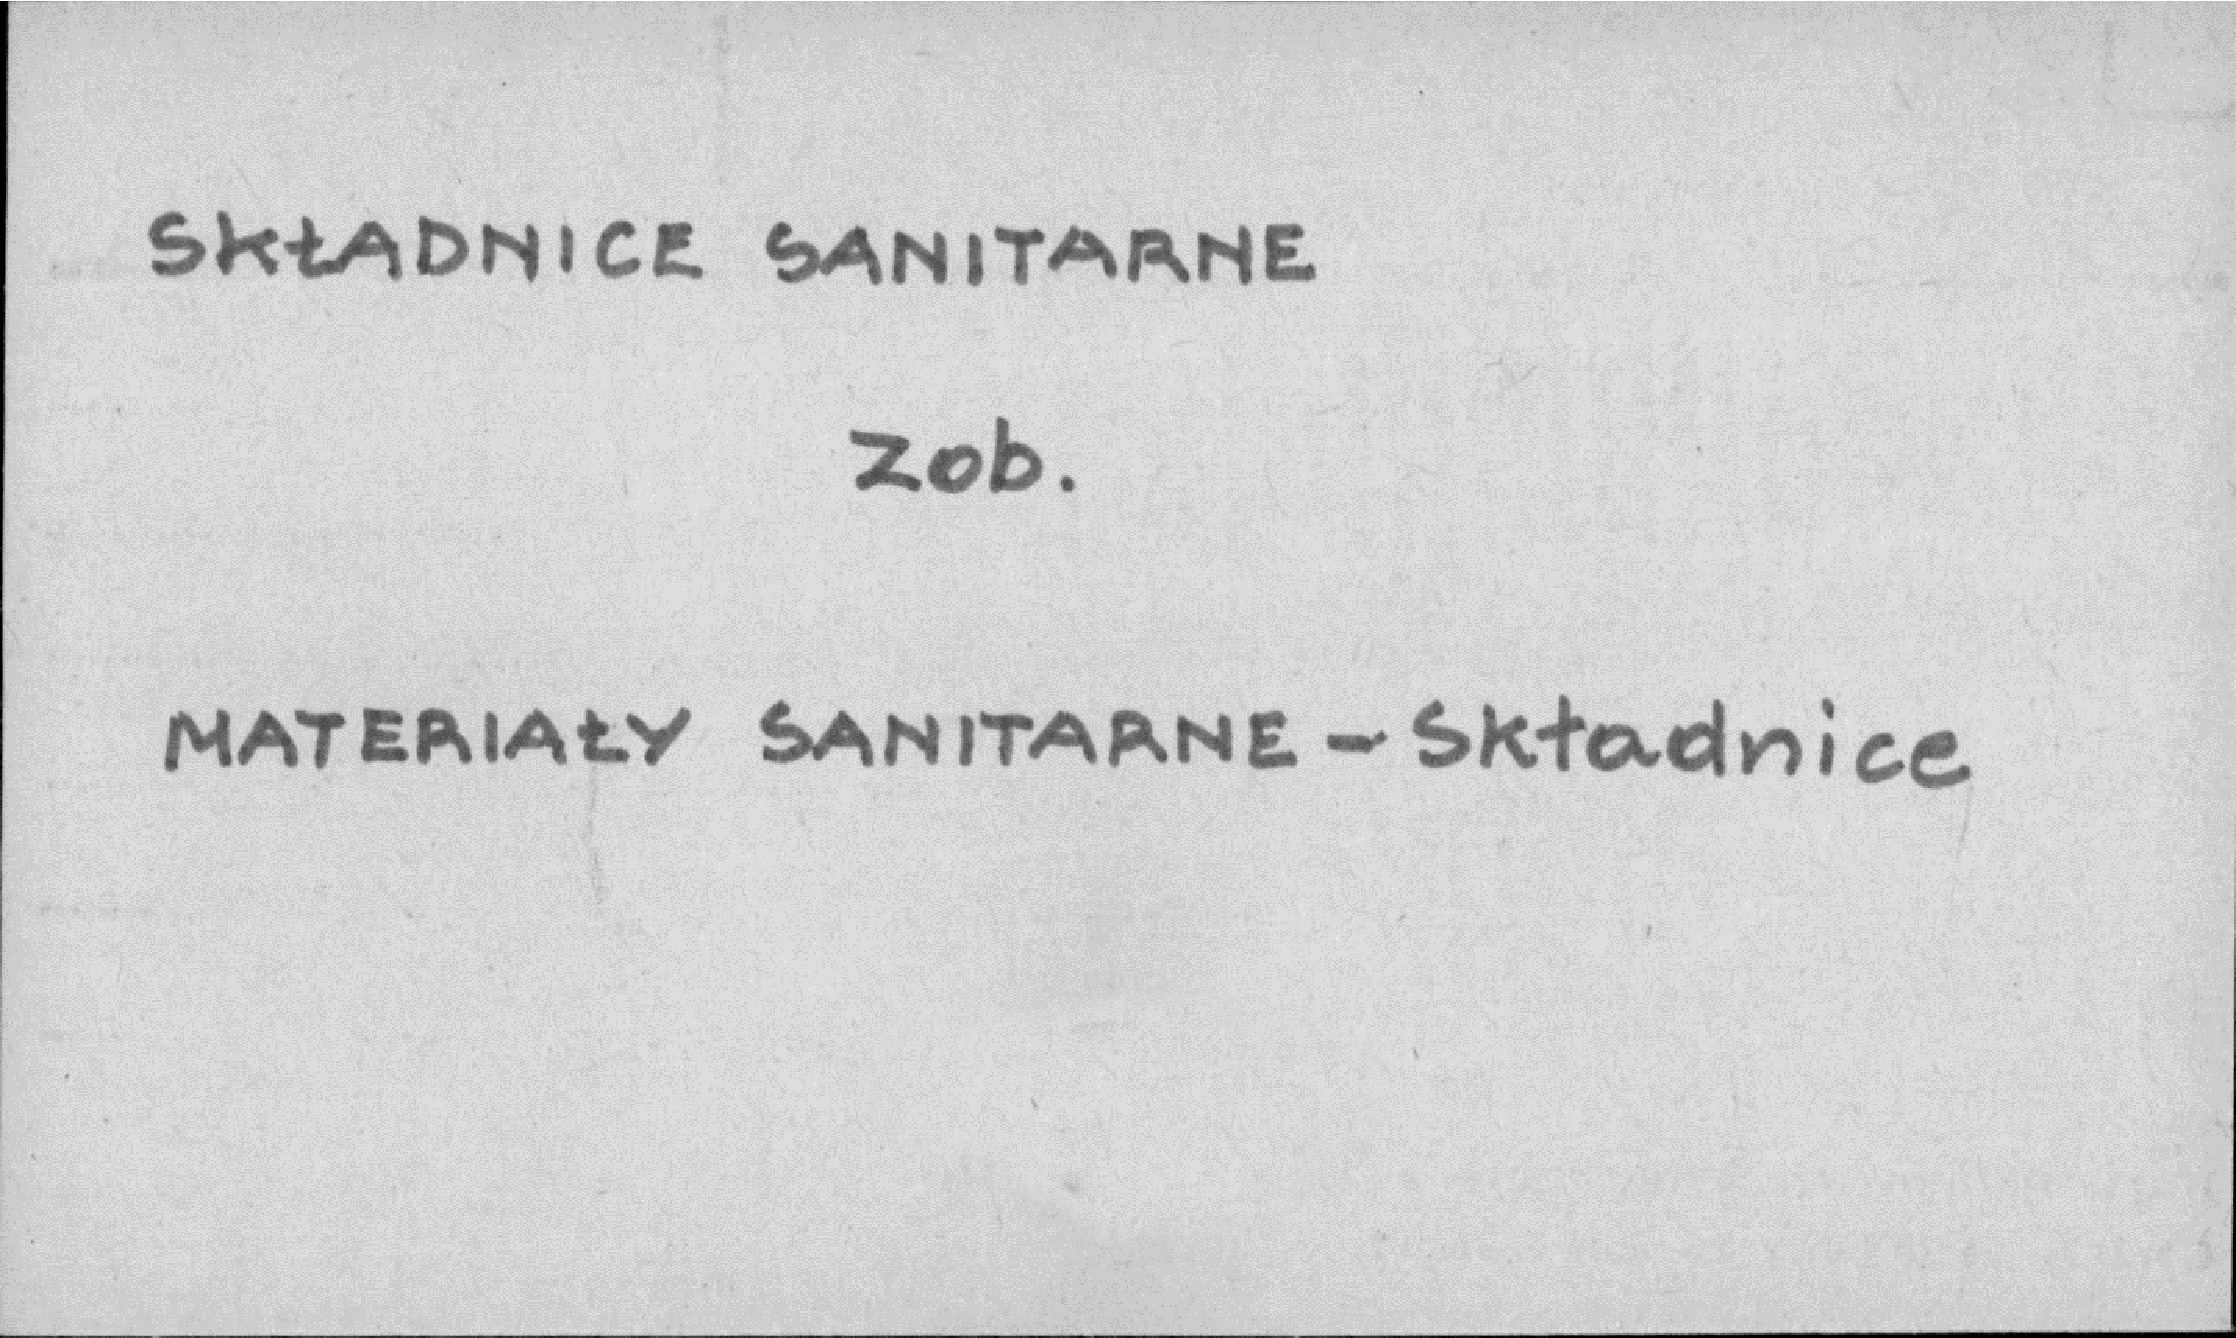 SKŁADNICE SANITARNE
Zob.
MATERIAŁY SANITARNE – Składnice